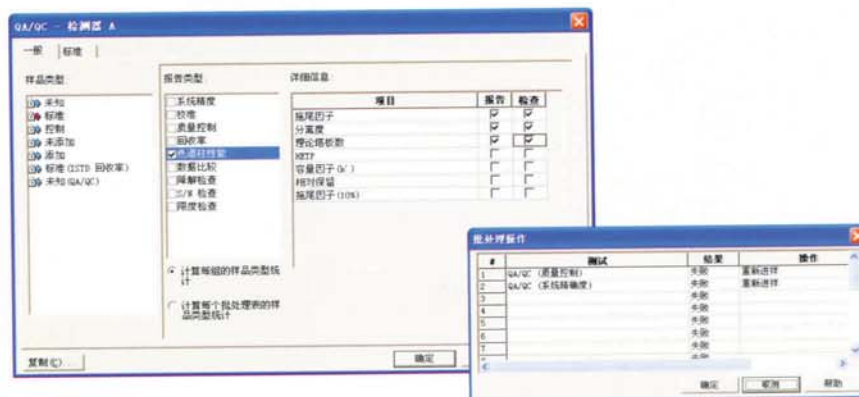 QA/QC - 检测器 A
一般 标准
样品类型:
未知
标准
控制
未添加
添加
标准(ISTD 回收率)
未知(QA/QC)
报告类型
系统精度
校准
质量控制
回收率
色谱柱性能
数据比较
降解检查
S/N 检查
限度检查
计算每组的样品类型统
计
计算每个批处理表的样
品类型统计
详细信息:
项目 报告 检查
拖尾因子
分离度
理论塔板数
HETP
容量因子(k')
相对保留
拖尾因子(10%)
复制(C)...
确定
批处理操作
# 测试 结果 操作
1 QA/QC (质量控制) 失败 重新进样
2 QA/QC (系统精确度) 失败 重新进样
3 失败
4 失败
5 失败
6 失败
7 失败
确定 取消 帮助